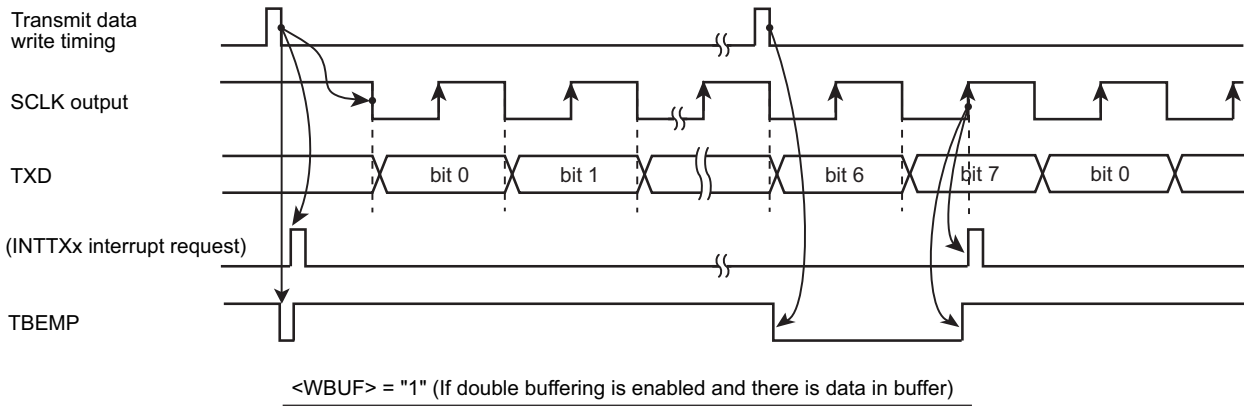 Transmit data
write timing
SCLK output
TXD
bit 0
bit 1
bit 6
bit 7
bit 0
(INTTXx interrupt request)
TBEMP
<WBUF> = "1" (If double buffering is enabled and there is data in buffer)